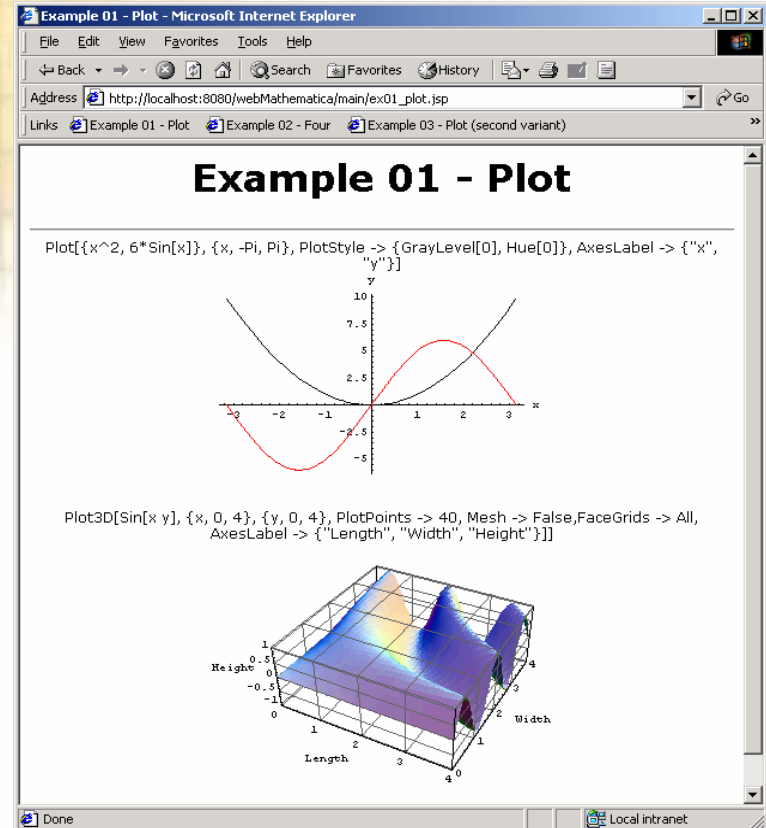 Example 01 - Plot - Microsoft Internet Explorer
File Edit View Favorites Tools Help
Back Search Favorites History
Address http://localhost:8080/webMathematica/main/ex01_plot.jsp Go
Links Example 01 - Plot Example 02 - Four Example 03 - Plot (second variant) »
Example 01 - Plot
Plot[{x^2, 6*Sin[x]}, {x, -Pi, Pi}, PlotStyle -> {GrayLevel[0], Hue[0]}, AxesLabel -> {"x",
"y"}]
y
10
7.5
5
2.5
-3 -2 -1 1 2 3 x
-2.5
-5
Plot3D[Sin[x y], {x, 0, 4}, {y, 0, 4}, PlotPoints -> 40, Mesh -> False,FaceGrids -> All,
AxesLabel -> {"Length", "Width", "Height"}]]
1
0.5
Height 0
-0.5
-1
0
1
2
3
4
Length
0
1
2
3
4
Width
Done Local intranet